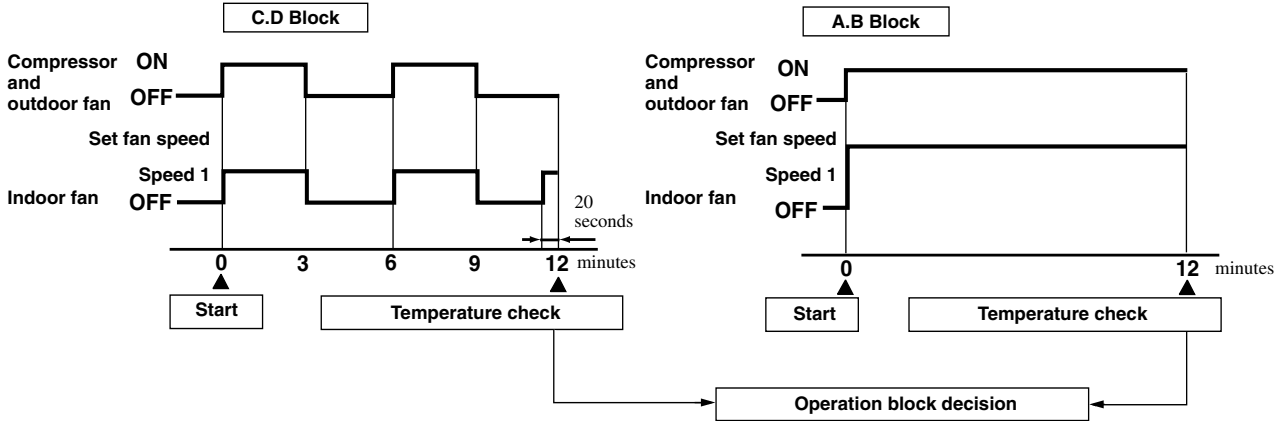 C.D Block
Compressor
and
outdoor fan
ON
OFF
Set fan speed
Speed 1
Indoor fan
OFF
20
seconds
0 3 6 9 12 minutes
Start
Temperature check
A.B Block
Compressor
and
outdoor fan
ON
OFF
Set fan speed
Speed 1
Indoor fan
OFF
0 12 minutes
Start
Temperature check
Operation block decision